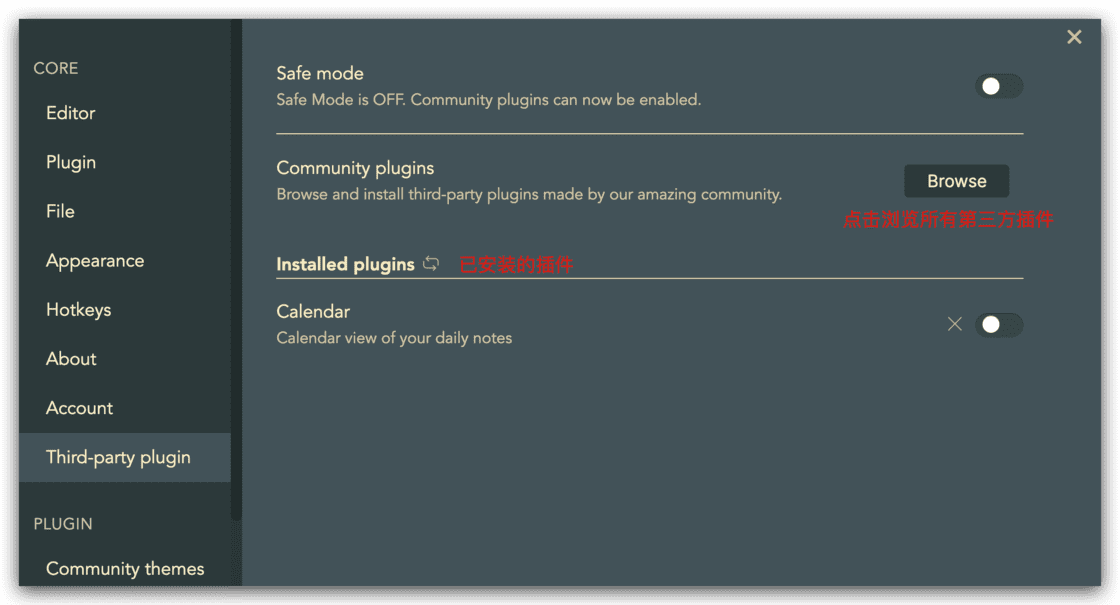 CORE
Editor
Plugin
File
Appearance
Hotkeys
About
Account
Third-party plugin
PLUGIN
Community themes
Safe mode
Safe Mode is OFF. Community plugins can now be enabled.
Community plugins
Browse and install third-party plugins made by our amazing community.
Browse
点击浏览所有第三方插件
Installed plugins 已安装的插件
Calendar
Calendar view of your daily notes